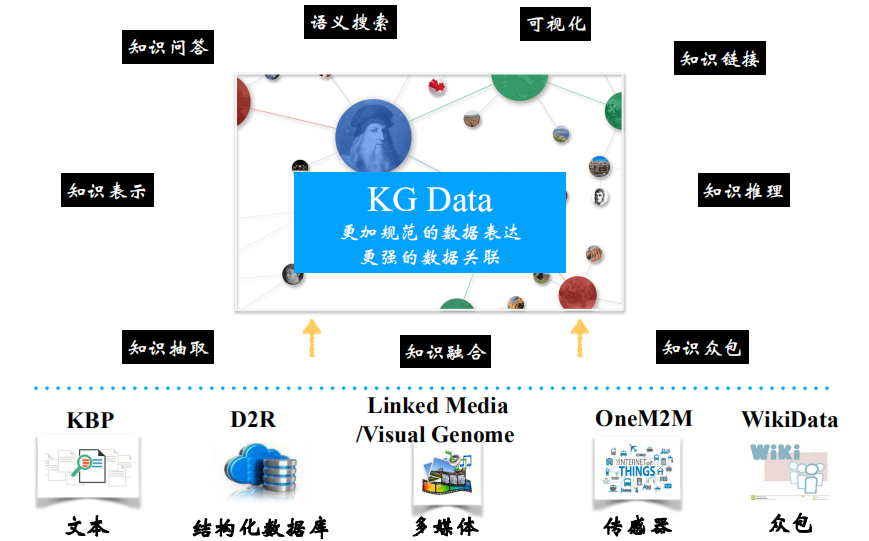 语义搜索
可视化
知识问答
知识链接
知识表示
知识推理
KG Data
更加规范的数据表达
更强的数据关联
知识抽取
知识融合
知识众包
KBP
D2R
Linked Media
/Visual Genome
OneM2M
WikiData
INTERNET OF
THINGS
WiKi
文本
结构化数据库
多媒体
传感器
众包